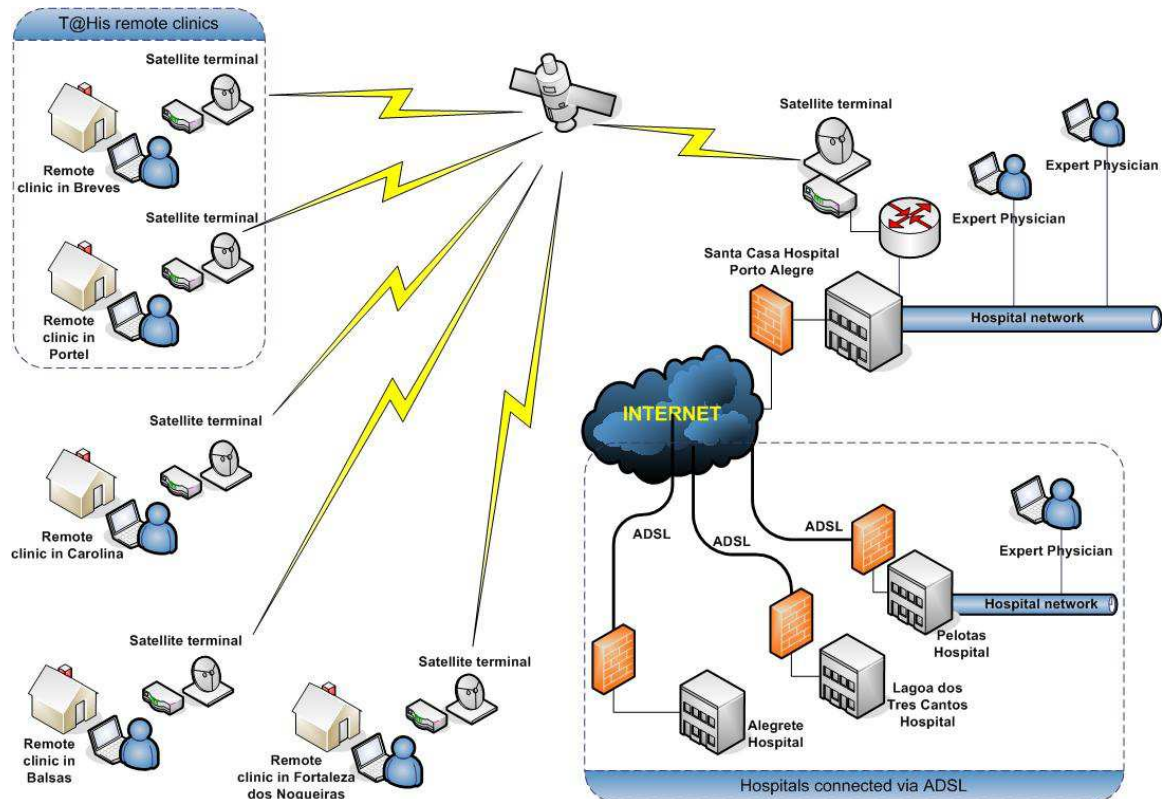 T@His remote clinics
Satellite terminal
Remote
clinic in Breves
Satellite terminal
Remote
clinic in
Portel
Satellite terminal
Remote
clinic in Carolina
Satellite terminal
Remote
clinic in
Balsas
Satellite terminal
Remote
clinic in Fortaleza
dos Nogueiras
Satellite terminal
Expert Physician
Expert Physician
Santa Casa Hospital
Porto Alegre
Hospital network
INTERNET
ADSL
ADSL
ADSL
Expert Physician
Hospital network
Pelotas
Hospital
Lagoa dos
Tres Cantos
Hospital
Alegrete
Hospital
Hospitals connected via ADSL